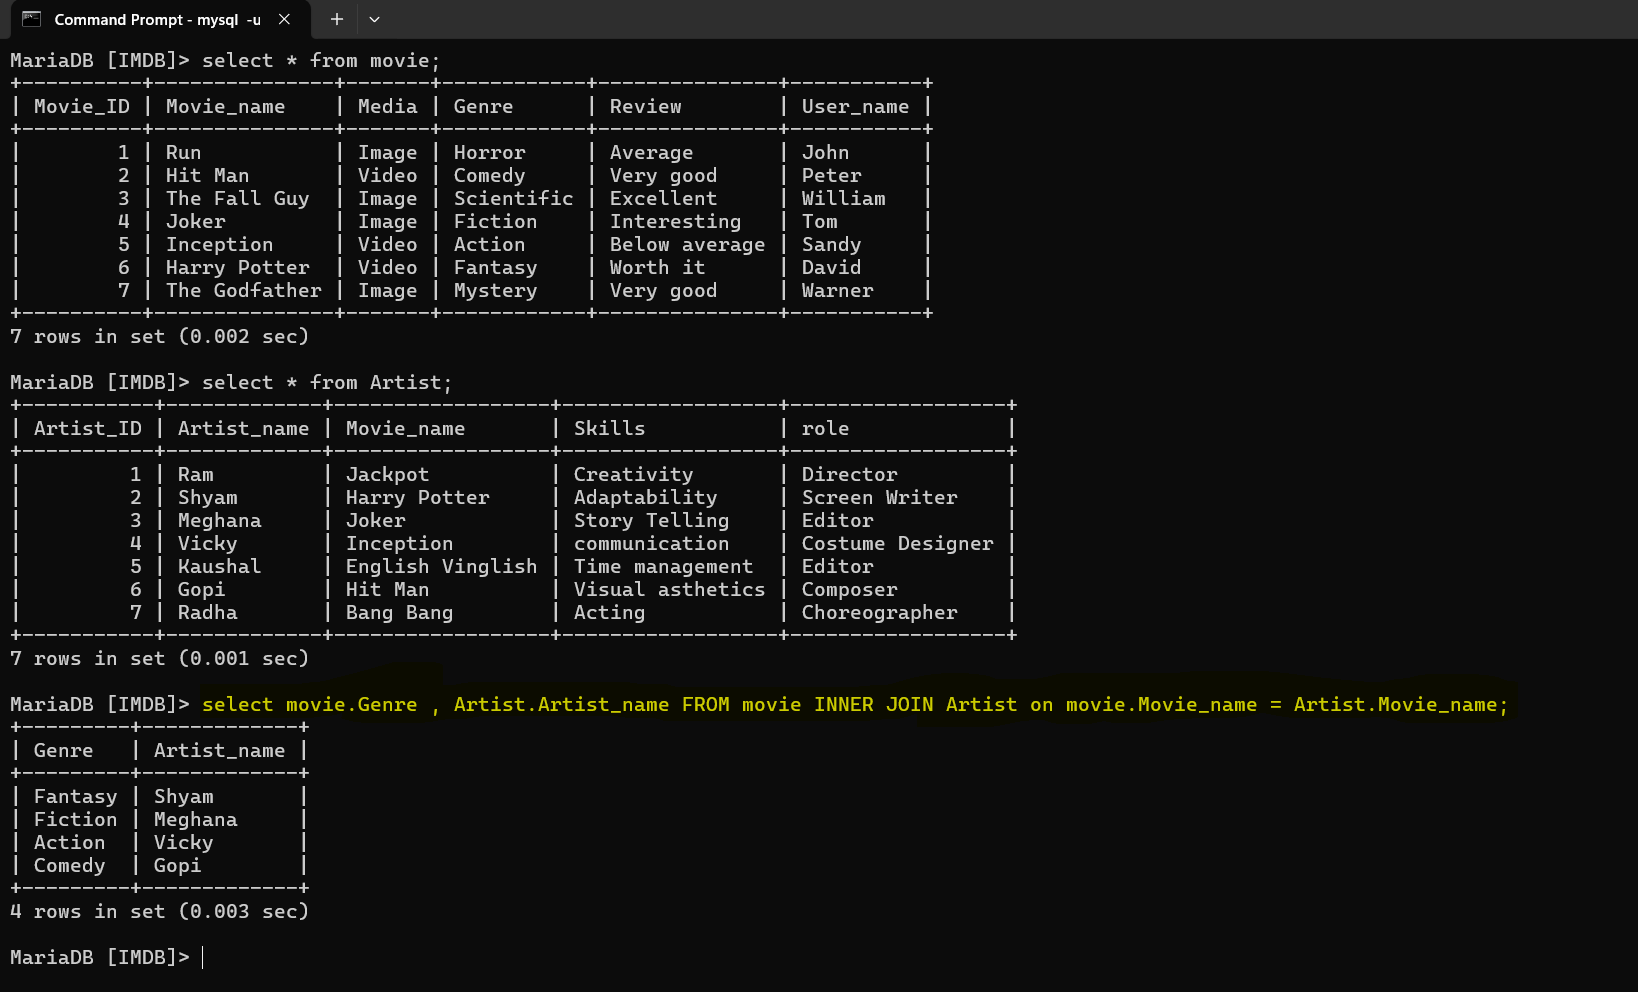 Command Prompt - mysql  -u
MariaDB [IMDB]> select * from movie;
+----------+---------------+-------+------------+---------------+-----------+
| Movie_ID | Movie_name    | Media | Genre      | Review        | User_name |
+----------+---------------+-------+------------+---------------+-----------+
|        1 | Run           | Image | Horror     | Average       | John      |
|        2 | Hit Man       | Video | Comedy     | Very good     | Peter     |
|        3 | The Fall Guy  | Image | Scientific | Excellent     | William   |
|        4 | Joker         | Image | Fiction    | Interesting   | Tom       |
|        5 | Inception     | Video | Action     | Below average | Sandy     |
|        6 | Harry Potter  | Video | Fantasy    | Worth it      | David     |
|        7 | The Godfather | Image | Mystery    | Very good     | Warner    |
+----------+---------------+-------+------------+---------------+-----------+
7 rows in set (0.002 sec)
MariaDB [IMDB]> select * from Artist;
+-----------+-------------+------------------+------------------+------------------+
| Artist_ID | Artist_name | Movie_name       | Skills           | role             |
+-----------+-------------+------------------+------------------+------------------+
|         1 | Ram         | Jackpot          | Creativity       | Director         |
|         2 | Shyam       | Harry Potter     | Adaptability     | Screen Writer    |
|         3 | Meghana     | Joker            | Story Telling    | Editor           |
|         4 | Vicky       | Inception        | communication    | Costume Designer |
|         5 | Kaushal     | English Vinglish | Time management  | Editor           |
|         6 | Gopi        | Hit Man          | Visual asthetics | Composer         |
|         7 | Radha       | Bang Bang        | Acting           | Choreographer    |
+-----------+-------------+------------------+------------------+------------------+
7 rows in set (0.001 sec)
MariaDB [IMDB]> select movie.Genre , Artist.Artist_name FROM movie INNER JOIN Artist on movie.Movie_name = Artist.Movie_name;
+---------+-------------+
| Genre   | Artist_name |
+---------+-------------+
| Fantasy | Shyam       |
| Fiction | Meghana     |
| Action  | Vicky       |
| Comedy  | Gopi        |
+---------+-------------+
4 rows in set (0.003 sec)
MariaDB [IMDB]>